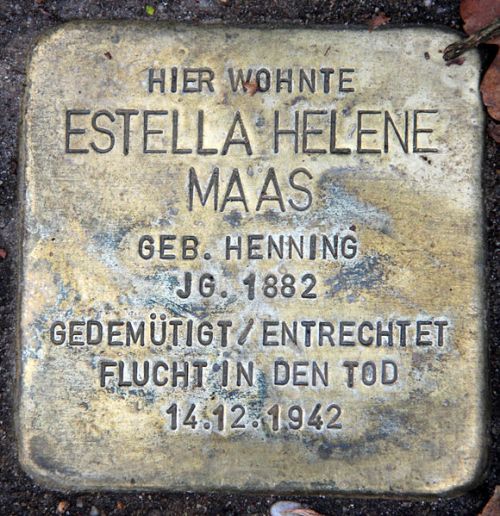 HIER WOHNTE
ESTELLA HELENE
MAAS
GEB. HENNING
JG. 1882
GEDEMÜTIGT/ENTRECHTET
FLUCHT IN DEN TOD
14.12.1942